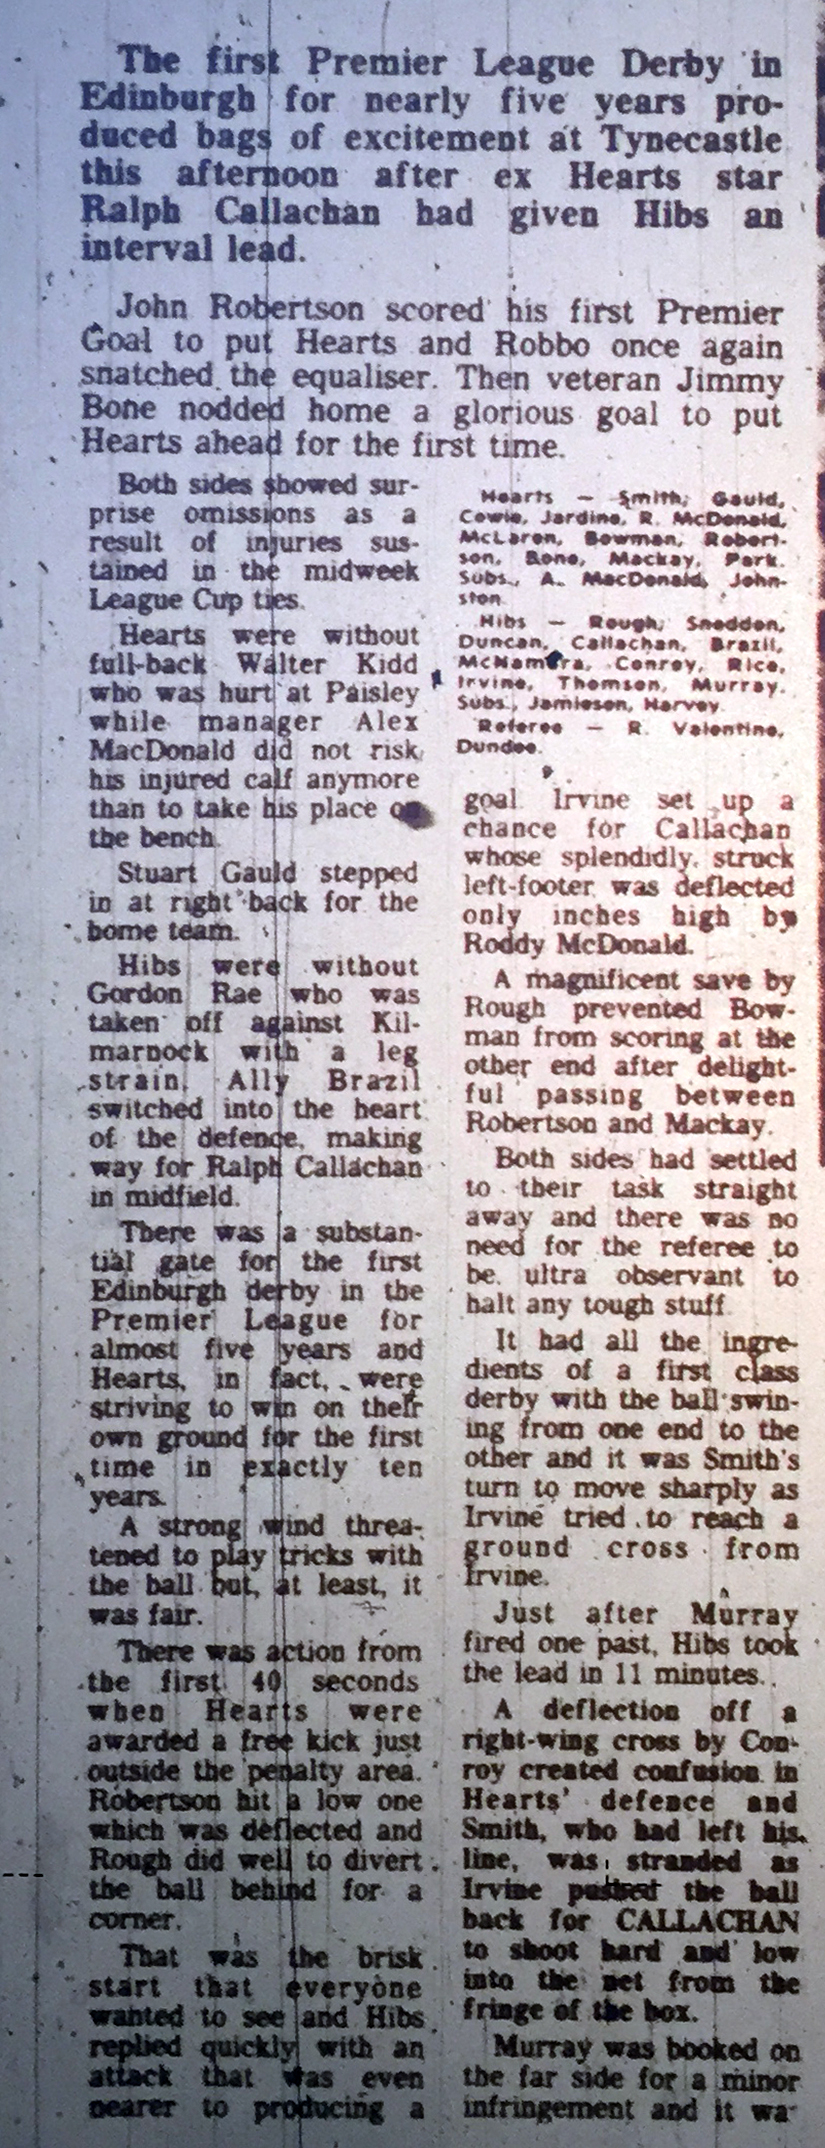 The first Premier League Derby in
Edinburgh for nearly five years pro-
duced bags of excitement at Tynecastle
this afternoon after ex Hearts star
Ralph Callachan had given Hibs an
interval lead.
John Robertson scored his first Premier
Goal to put Hearts and Robbo once again
snatched the equaliser. Then veteran Jimmy
Bone nodded home a glorious goal to put
Hearts ahead for the first time.
Both sides showed sur-
prise omissions as a
result of injuries sus-
tained in the midweek
League Cup ties.
Hearts were without
full-back Walter Kidd
who was hurt at Paisley
while manager Alex
MacDonald did not risk
his injured calf anymore
than to take his place on
the bench.
Stuart Gauld stepped
in at right back for the
home team.
Hibs were without
Gordon Rae who was
taken off against Kil-
marnock with a leg
strain. Ally Brazil
switched into the heart
of the defence, making
way for Ralph Callachan
in midfield.
There was a substan-
tial gate for the first
Edinburgh derby in the
Premier League for
almost five years and
Hearts, in fact, were
striving to win on their
own ground for the first
time in exactly ten
years.
A strong wind threa-
tened to play tricks with
the ball but, at least, it
was fair.
There was action from
the first 40 seconds
when Hearts were
awarded a free kick just
outside the penalty area.
Robertson hit a low one
which was deflected and
Rough did well to divert
the ball behind for a
corner.
That was the brisk
start that everyone
wanted to see and Hibs
replied quickly with an
attack that was even
nearer to producing a
Hearts — Smith; Gauld,
Cowie, Jardine, R. McDonald,
McLaren, Bowman, Robert-
son, Bone, Mackay, Park.
Subs., A. MacDonald, John-
ston.
Hibs — Rough; Sneddon,
Duncan, Callachan, Brazil,
McNamara, Conroy, Rice,
Irvine, Thomson, Murray.
Subs., Jamieson, Harvey.
Referee — R. Valentine,
Dundee.
goal. Irvine set up a
chance for Callachan
whose splendidly struck
left-footer was deflected
only inches high by
Roddy McDonald.
A magnificent save by
Rough prevented Bow-
man from scoring at the
other end after delight-
ful passing between
Robertson and Mackay.
Both sides had settled
to their task straight
away and there was no
need for the referee to
be ultra observant to
halt any tough stuff.
It had all the ingre-
dients of a first class
derby with the ball swin-
ing from one end to the
other and it was Smith's
turn to move sharply as
Irvine tried to reach a
ground cross from
Irvine.
Just after Murray
fired one past, Hibs took
the lead in 11 minutes.
A deflection off a
right-wing cross by Con-
roy created confusion in
Hearts' defence and
Smith, who had left his
line, was stranded as
Irvine pushed the ball
back for CALLACHAN
to shoot hard and low
into the net from the
fringe of the box.
Murray was booked on
the far side for a minor
infringement and it wa